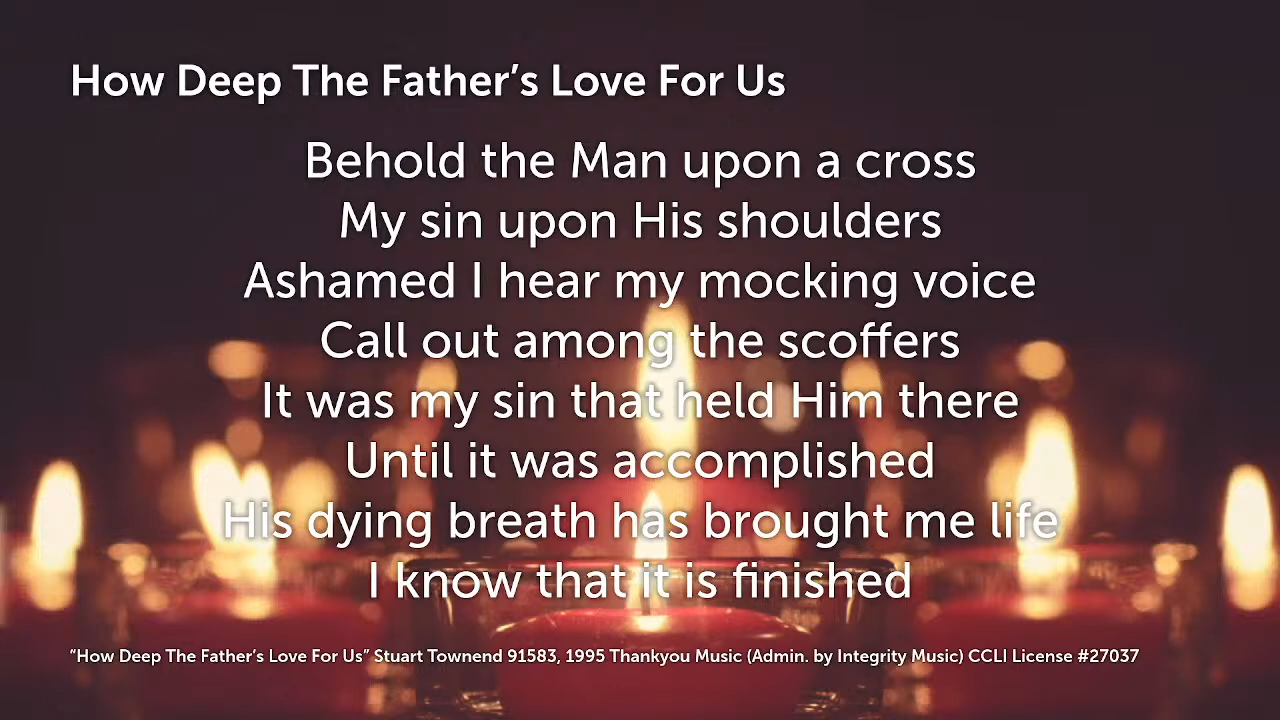 How Deep The Father’s Love For Us
Behold the Man upon a cross
My sin upon His shoulders
Ashamed I hear my mocking voice
Call out among the scoffers
It was my sin that held Him there
Until it was accomplished
His dying breath has brought me life
I know that it is finished
“How Deep The Father’s Love For Us” Stuart Townend 91583, 1995 Thankyou Music (Admin. by Integrity Music) CCLI License #27037